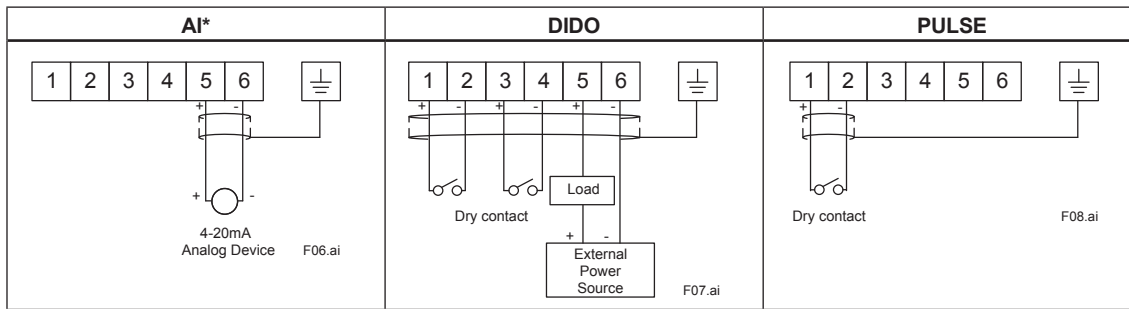 AI*
1 2 3 4 5 6
+ -
+ -
4-20mA
Analog Device
F06.ai
DIDO
1 2 3 4 5 6
+ - + - + -
Dry contact
Load
+ -
External
Power
Source
F07.ai
PULSE
1 2 3 4 5 6
+ -
Dry contact
F08.ai